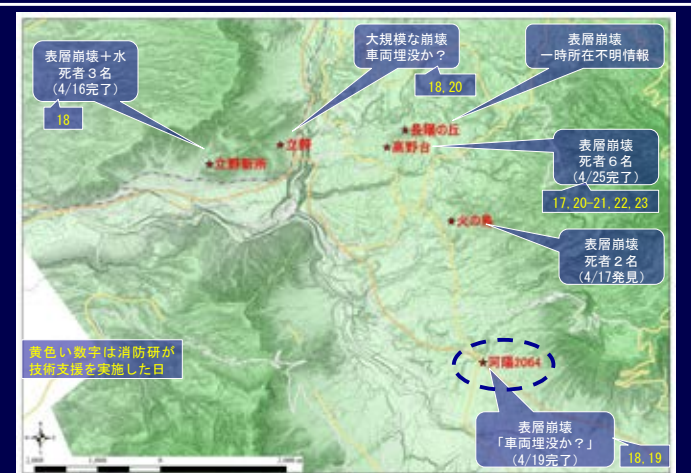 表層崩壊＋水
死者３名
(4/16完了)
18
大規模な崩壊
車両埋没か？
18,20
表層崩壊
一時所在不明情報
長陽の丘
立野
高野台
立野新所
表層崩壊
死者６名
(4/25完了)
17,20-21,22,23
火の鳥
表層崩壊
死者２名
(4/17発見)
黄色い数字は消防研が
技術支援を実施した日
河陽2064
表層崩壊
「車両埋没か？」
(4/19完了)
18,19